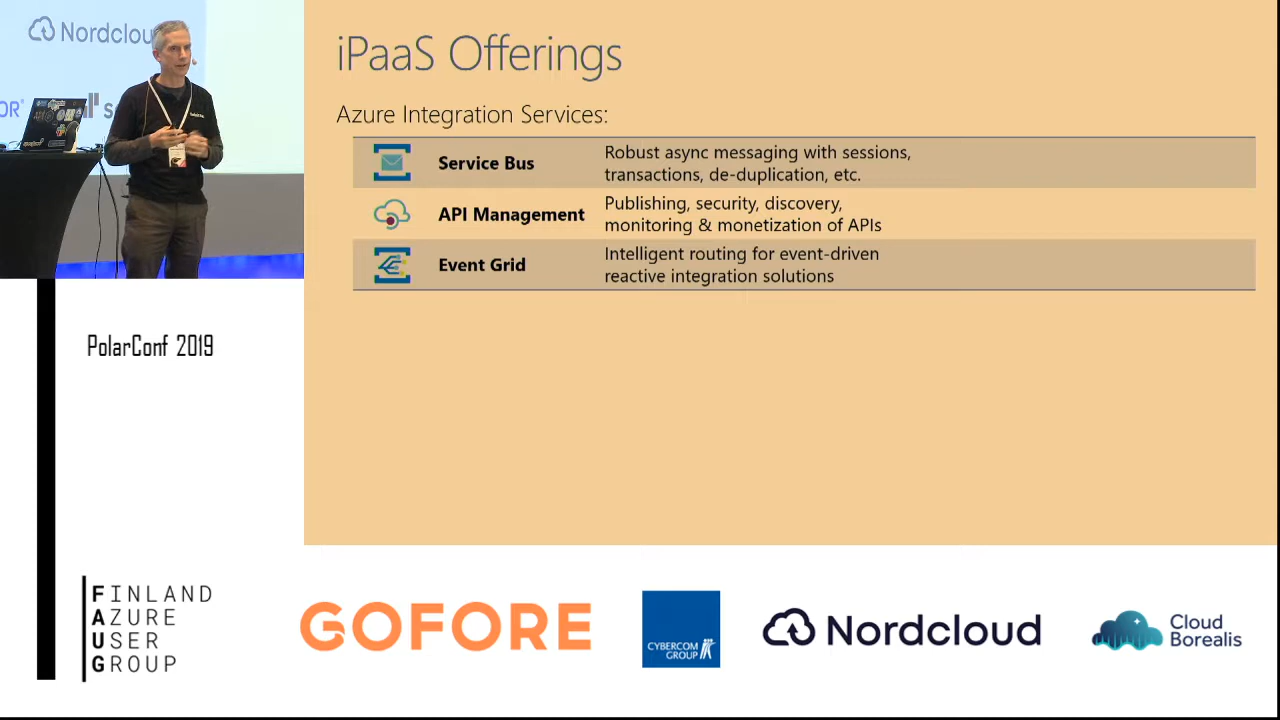 Nordclou
OR
iPaaS Offerings
Azure Integration Services:
Service Bus
Robust async messaging with sessions,
transactions, de-duplication, etc.
API Management
Publishing, security, discovery,
monitoring & monetization of APIs
Event Grid
Intelligent routing for event-driven
reactive integration solutions
PolarConf 2019
FINLAND
AZURE
USER
GROUP
GOFORE
CYBERCOM
GROUP
Nordcloud
Cloud
Borealis